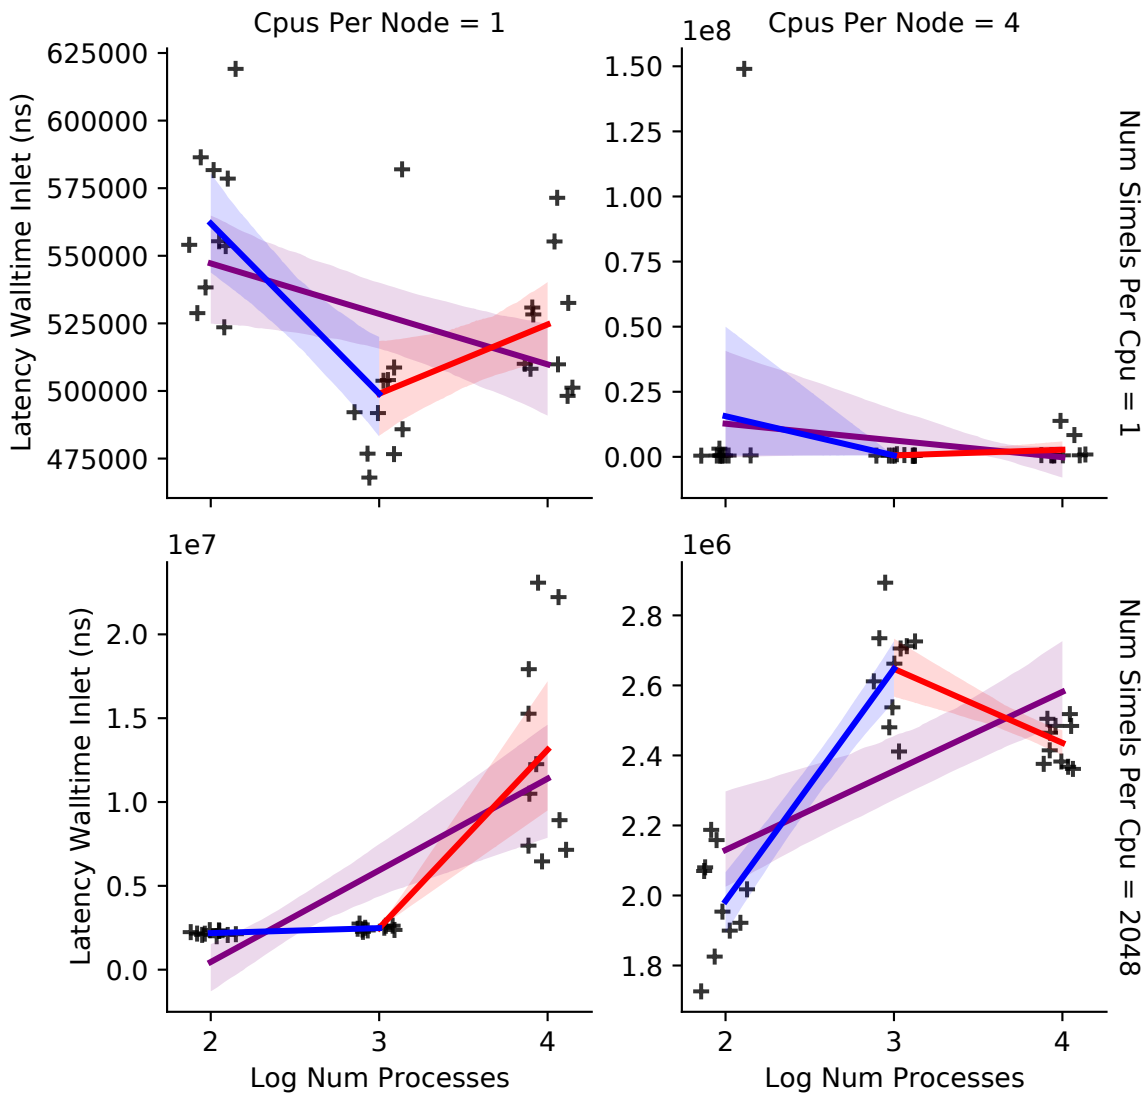 Cpus Per Node = 1
Cpus Per Node = 4
1e8
625000
600000
575000
550000
525000
500000
475000
Latency Walltime Inlet (ns)
1.50
1.25
1.00
0.75
0.50
0.25
0.00
Num Simels Per Cpu = 1
1e7
2.0
1.5
1.0
0.5
0.0
Latency Walltime Inlet (ns)
2
3
4
Log Num Processes
1e6
2.8
2.6
2.4
2.2
2.0
1.8
2
3
4
Log Num Processes
Num Simels Per Cpu = 2048